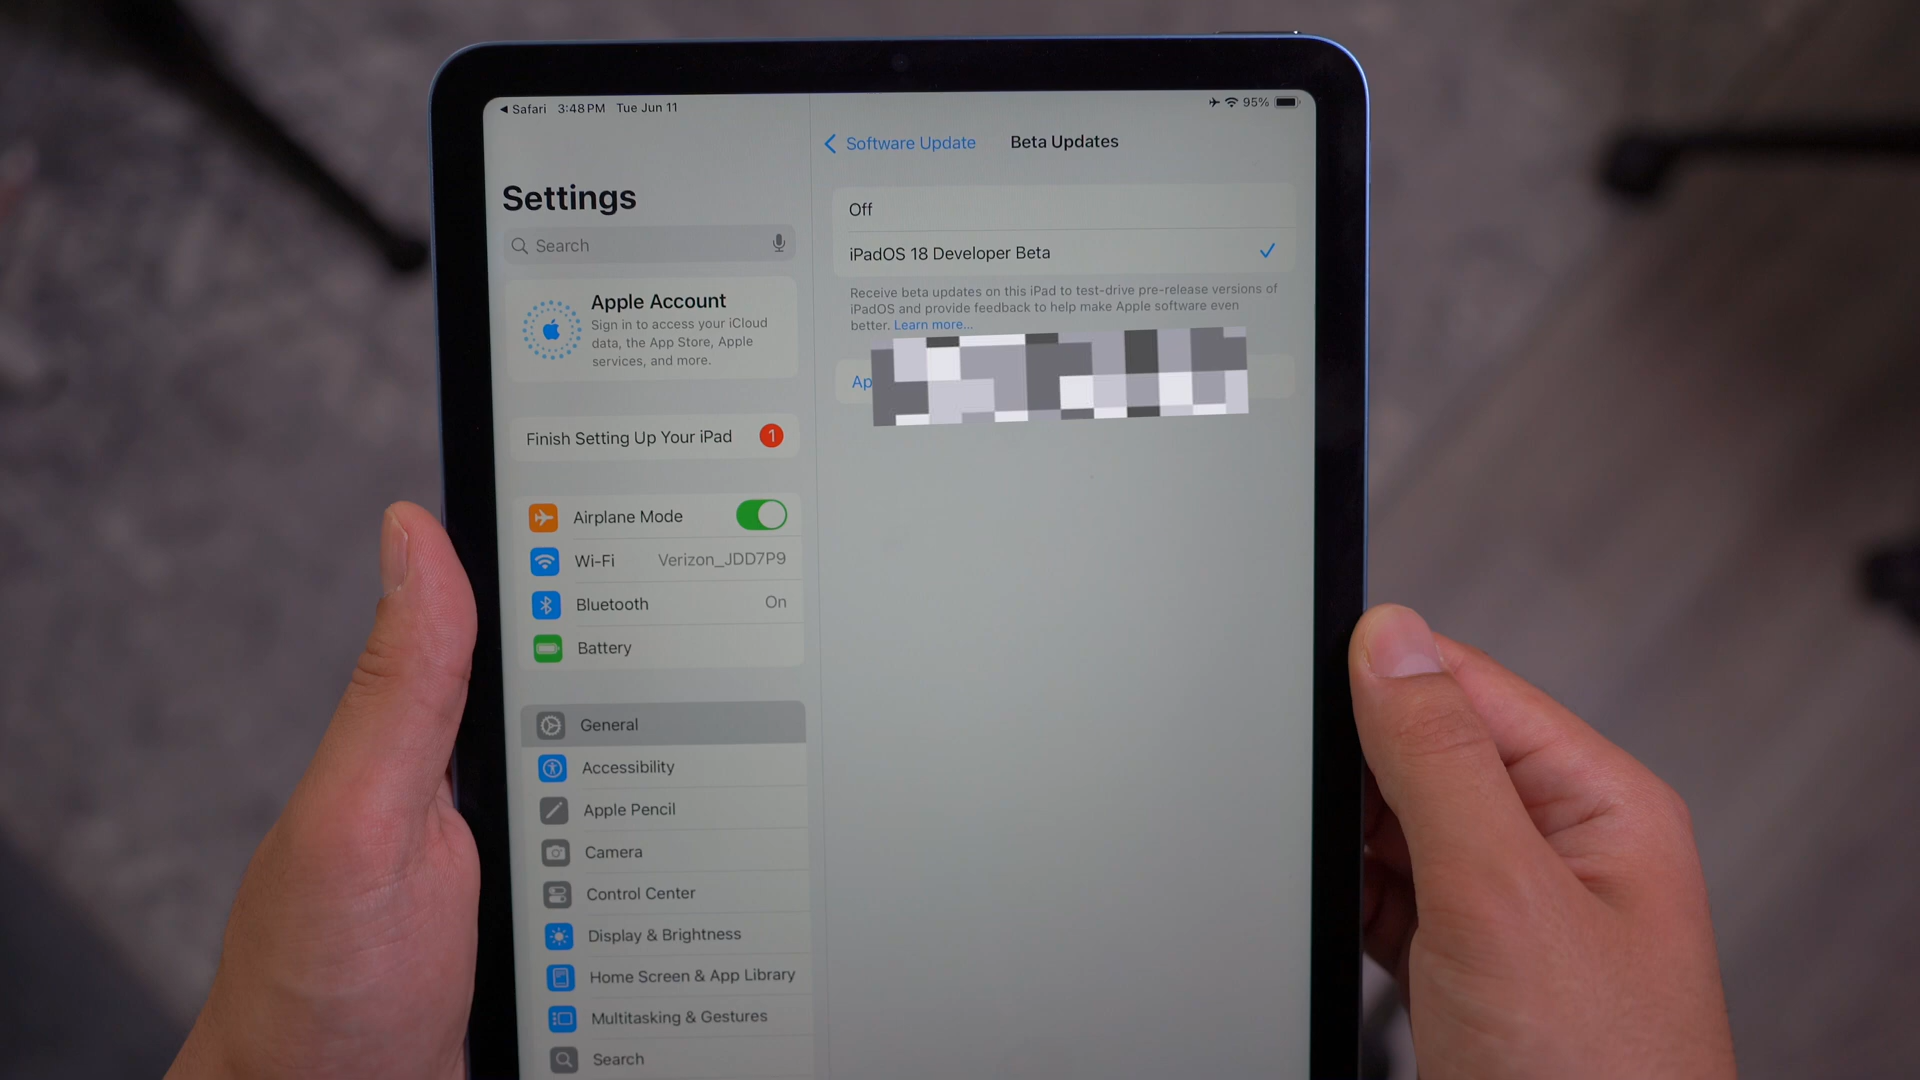 Safari 3:48 PM Tue Jun 11
95%
Settings
Search
Apple Account
Sign in to access your iCloud
data, the App Store, Apple
services, and more.
Finish Setting Up Your iPad 1
Airplane Mode
Wi-Fi Verizon_JDD7P9
Bluetooth On
Battery
General
Accessibility
Apple Pencil
Camera
Control Center
Display & Brightness
Home Screen & App Library
Multitasking & Gestures
Search
Software Update Beta Updates
Off
iPadOS 18 Developer Beta
Receive beta updates on this iPad to test-drive pre-release versions of
iPadOS and provide feedback to help make Apple software even
better. Learn more...